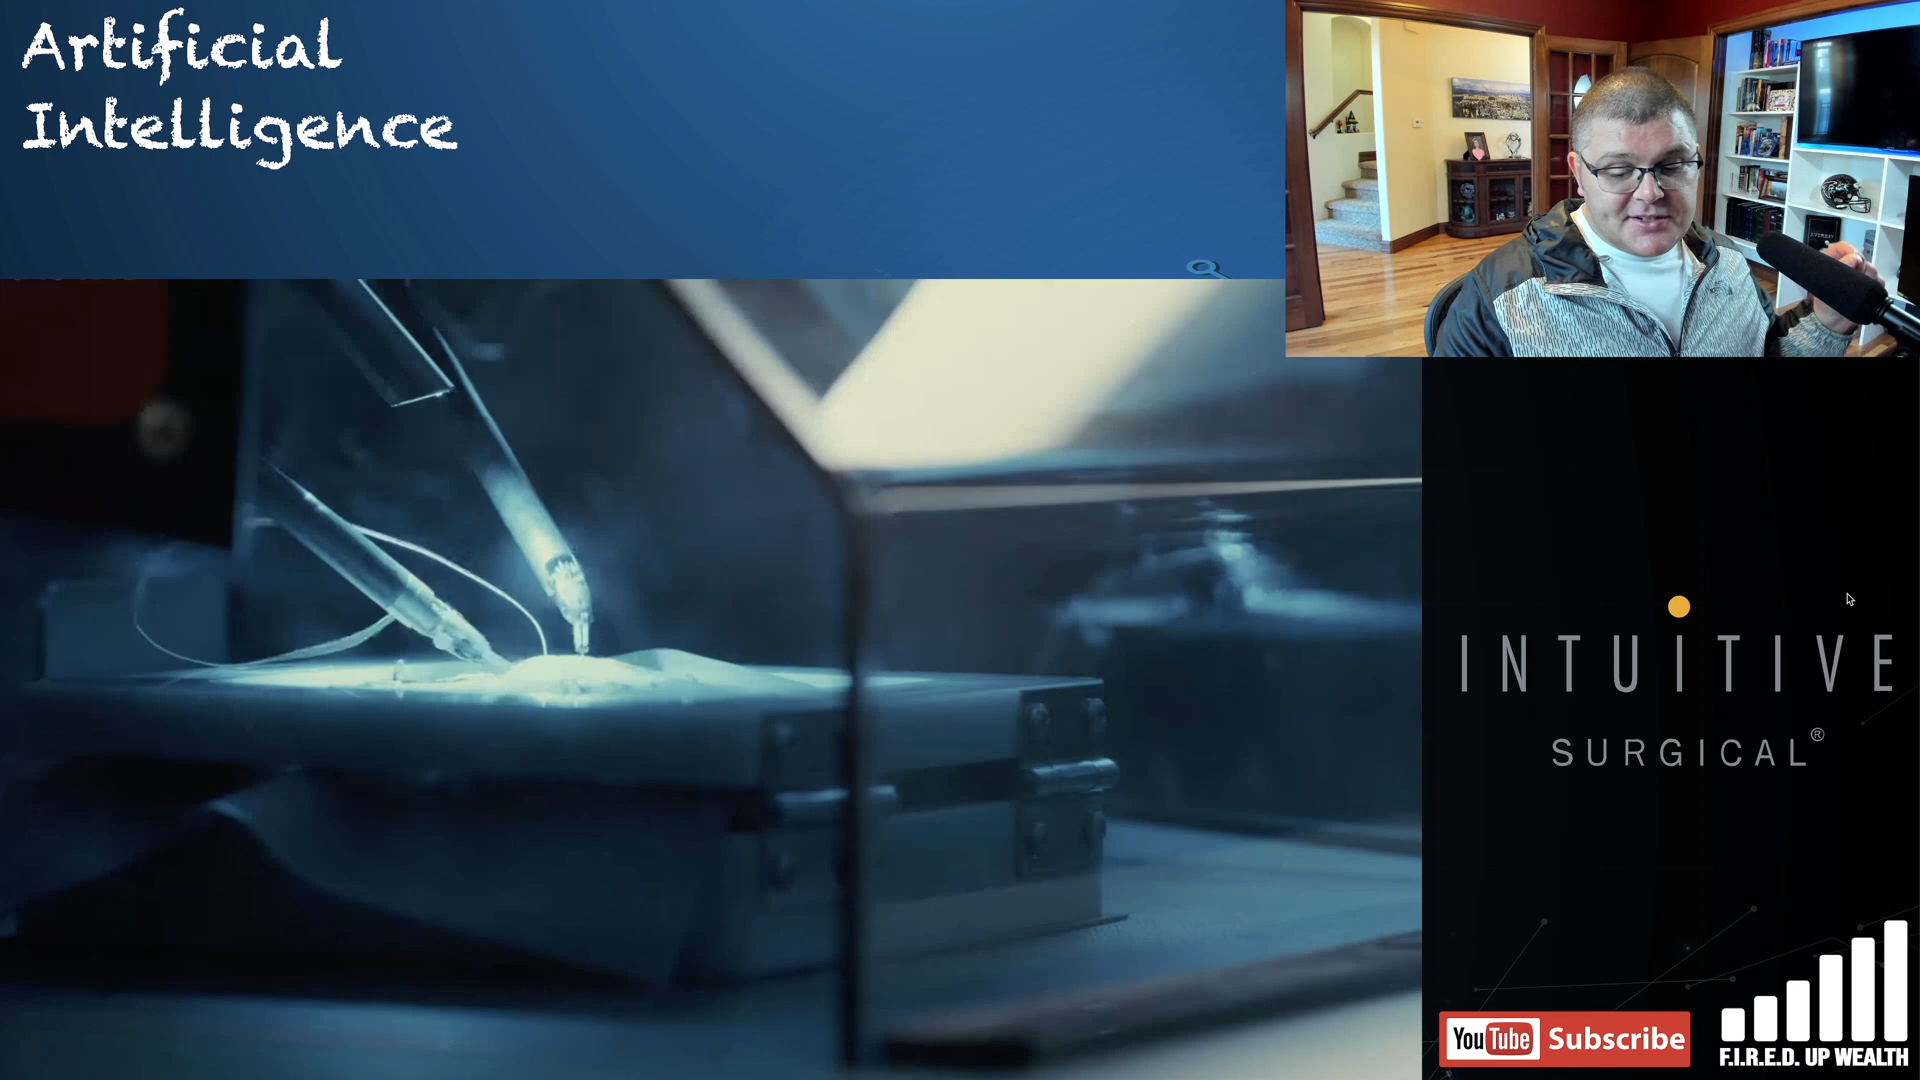 Artificial
Intelligence
INTUITIVE
SURGICAL®
YouTube Subscribe
F.I.R.E.D. UP WEALTH